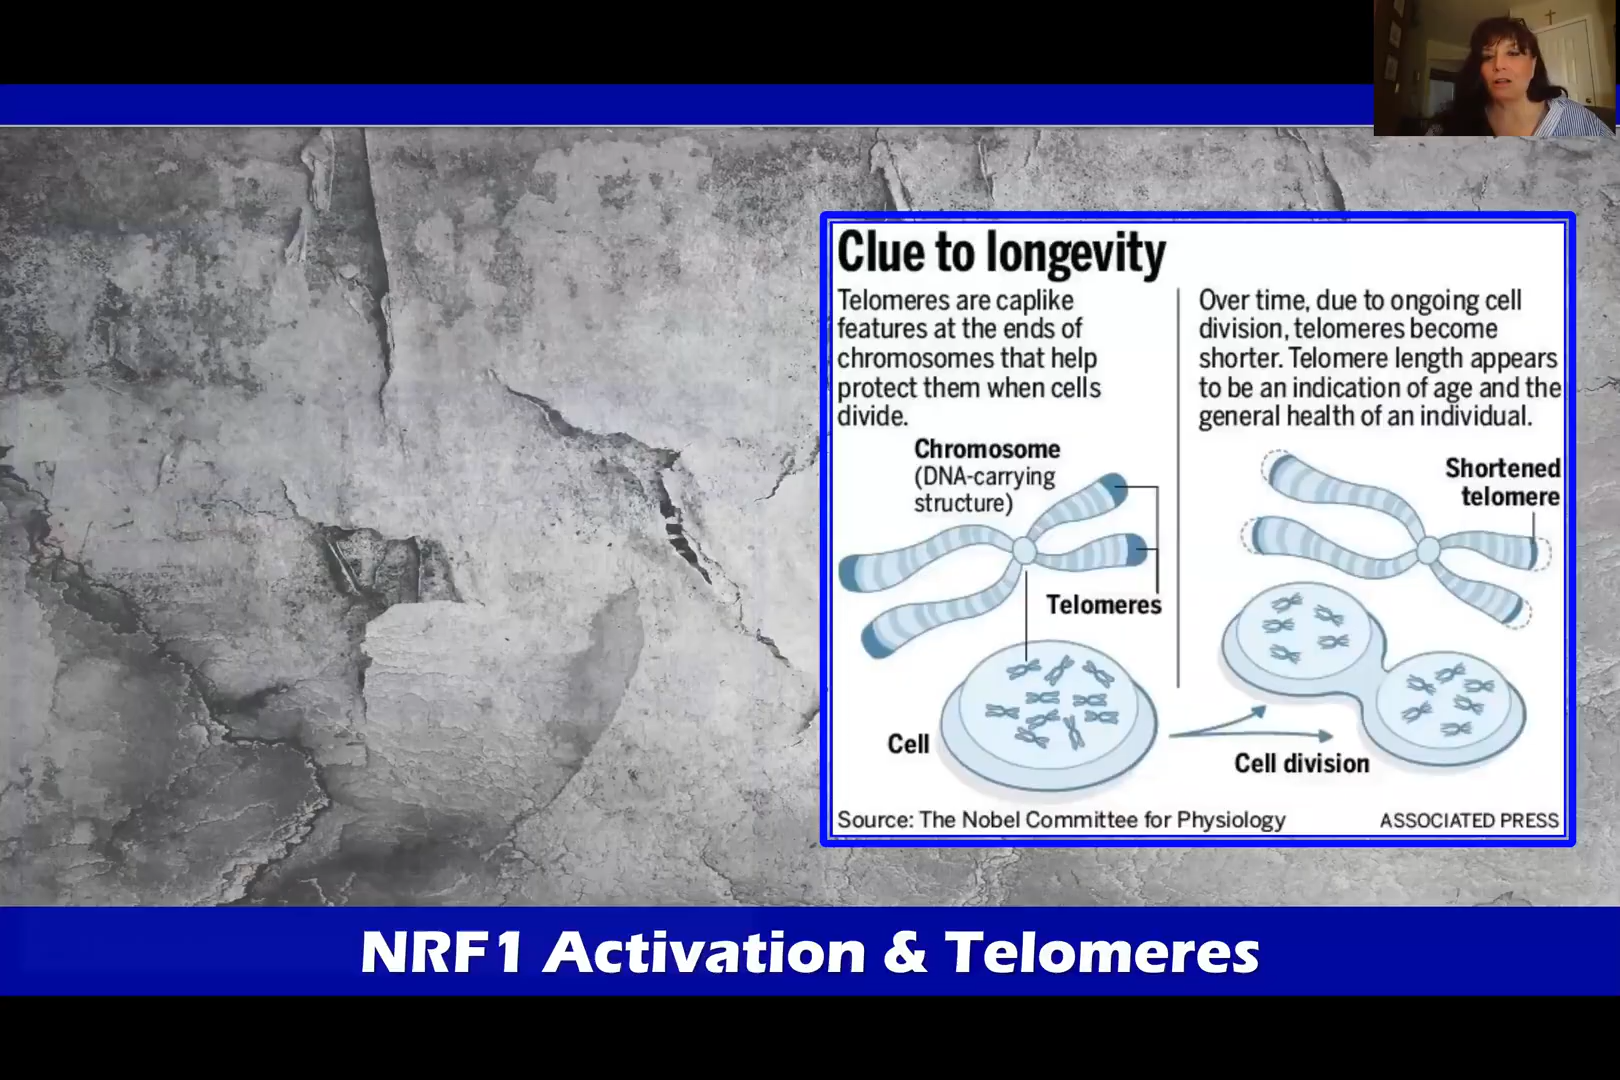 Clue to longevity
Telomeres are caplike
features at the ends of
chromosomes that help
protect them when cells
divide.
Over time, due to ongoing cell
division, telomeres become
shorter. Telomere length appears
to be an indication of age and the
general health of an individual.
Chromosome
(DNA-carrying
structure)
Telomeres
Shortened
telomere
Cell
Cell division
Source: The Nobel Committee for Physiology
ASSOCIATED PRESS
NRF1 Activation & Telomeres